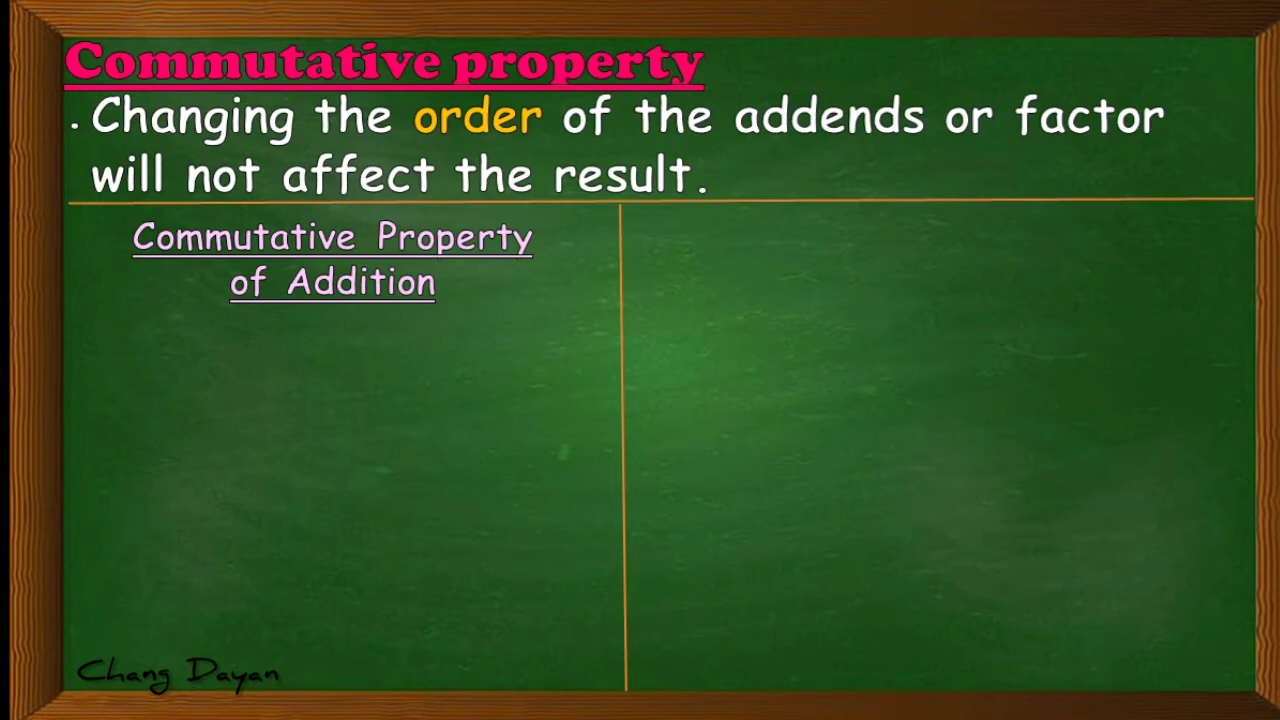 Commutative property
. Changing the order of the addends or factor
will not affect the result.
Commutative Property
of Addition
Chang Dayan